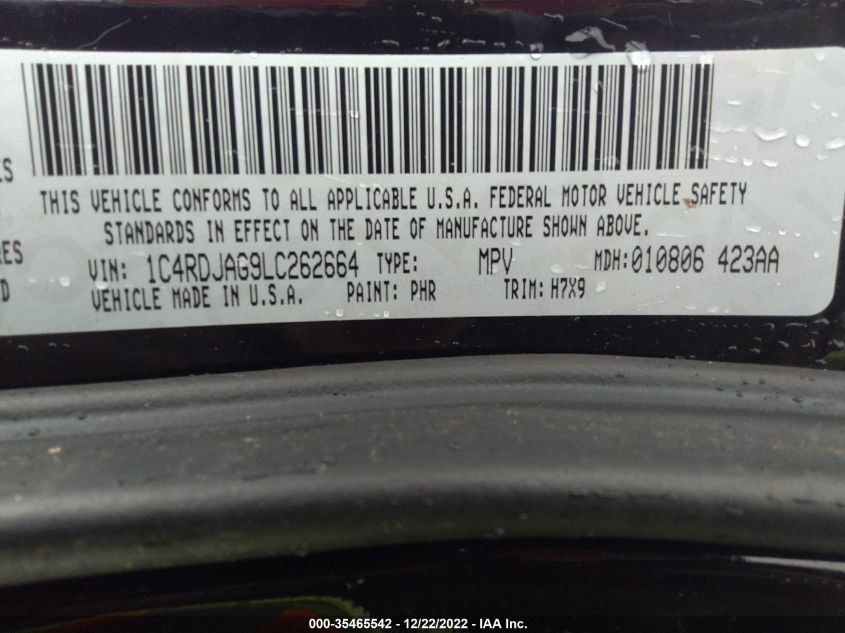 THIS VEHICLE CONFORMS TO ALL APPLICABLE U.S.A. FEDERAL MOTOR VEHICLE SAFETY
STANDARDS IN EFFECT ON THE DATE OF MANUFACTURE SHOWN ABOVE.
VIN: 1C4RDJAG9LC262664 TYPE: MPV MDH:010806 423AA
VEHICLE MADE IN U.S.A. PAINT: PHR TRIM: H7X9
000-35465542 - 12/22/2022 - IAA Inc.